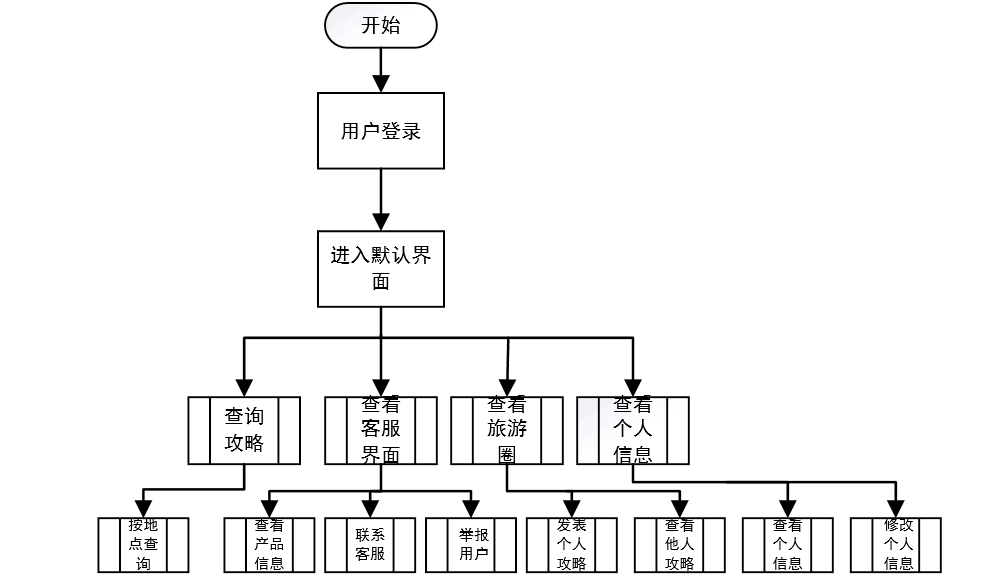 开始
用户登录
进入默认界
面
查询
攻略
查看
客服
界面
查看
旅游
圈
查看
个人
信息
按地
点查
询
查看
产品
信息
联系
客服
举报
用户
发表
个人
攻略
查看
他人
攻略
查看
个人
信息
修改
个人
信息